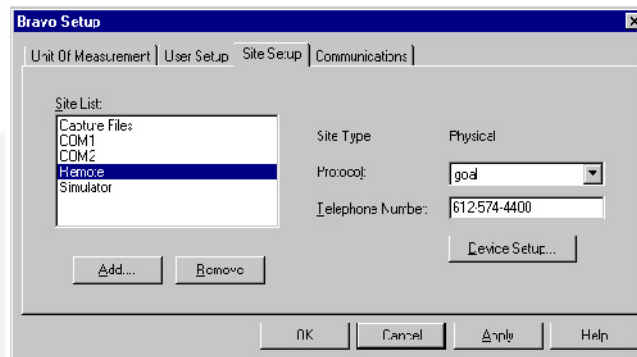 Bravo Setup
Unit Of Measurement User Setup Site Setup Communications
Site List:
Capture Files
COM1
COM2
Remote
Simulator
Site Type Physical
Protocol: goal
Telephone Number: 612-574-4400
Device Setup...
Add... Remove
OK Cancel Apply Help